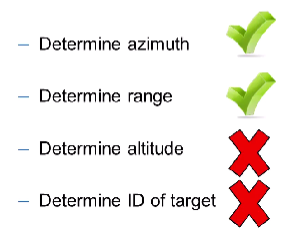 – Determine azimuth
– Determine range
– Determine altitude
– Determine ID of target